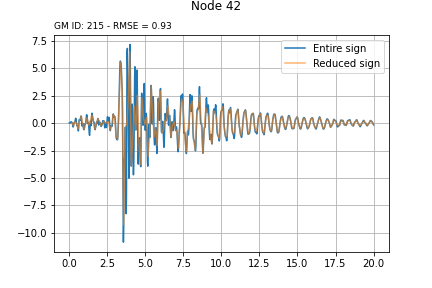 Node 42
GM ID: 215 - RMSE = 0.93
Entire sign
Reduced sign
7.5
5.0
2.5
0.0
−2.5
−5.0
−7.5
−10.0
0.0 2.5 5.0 7.5 10.0 12.5 15.0 17.5 20.0